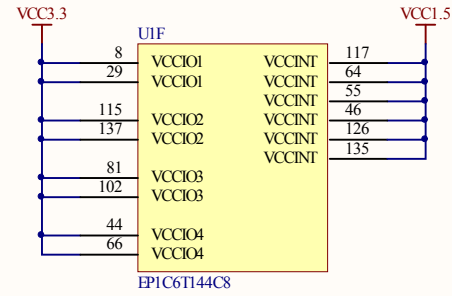 VCC3.3 VCC1.5
U1F
8 VCCIO1 VCCINT 117
29 VCCIO1 VCCINT 64
VCCINT 55
115 VCCIO2 VCCINT 46
137 VCCIO2 VCCINT 126
VCCINT 135
81 VCCIO3
102 VCCIO3
44 VCCIO4
66 VCCIO4
EP1C6T144C8